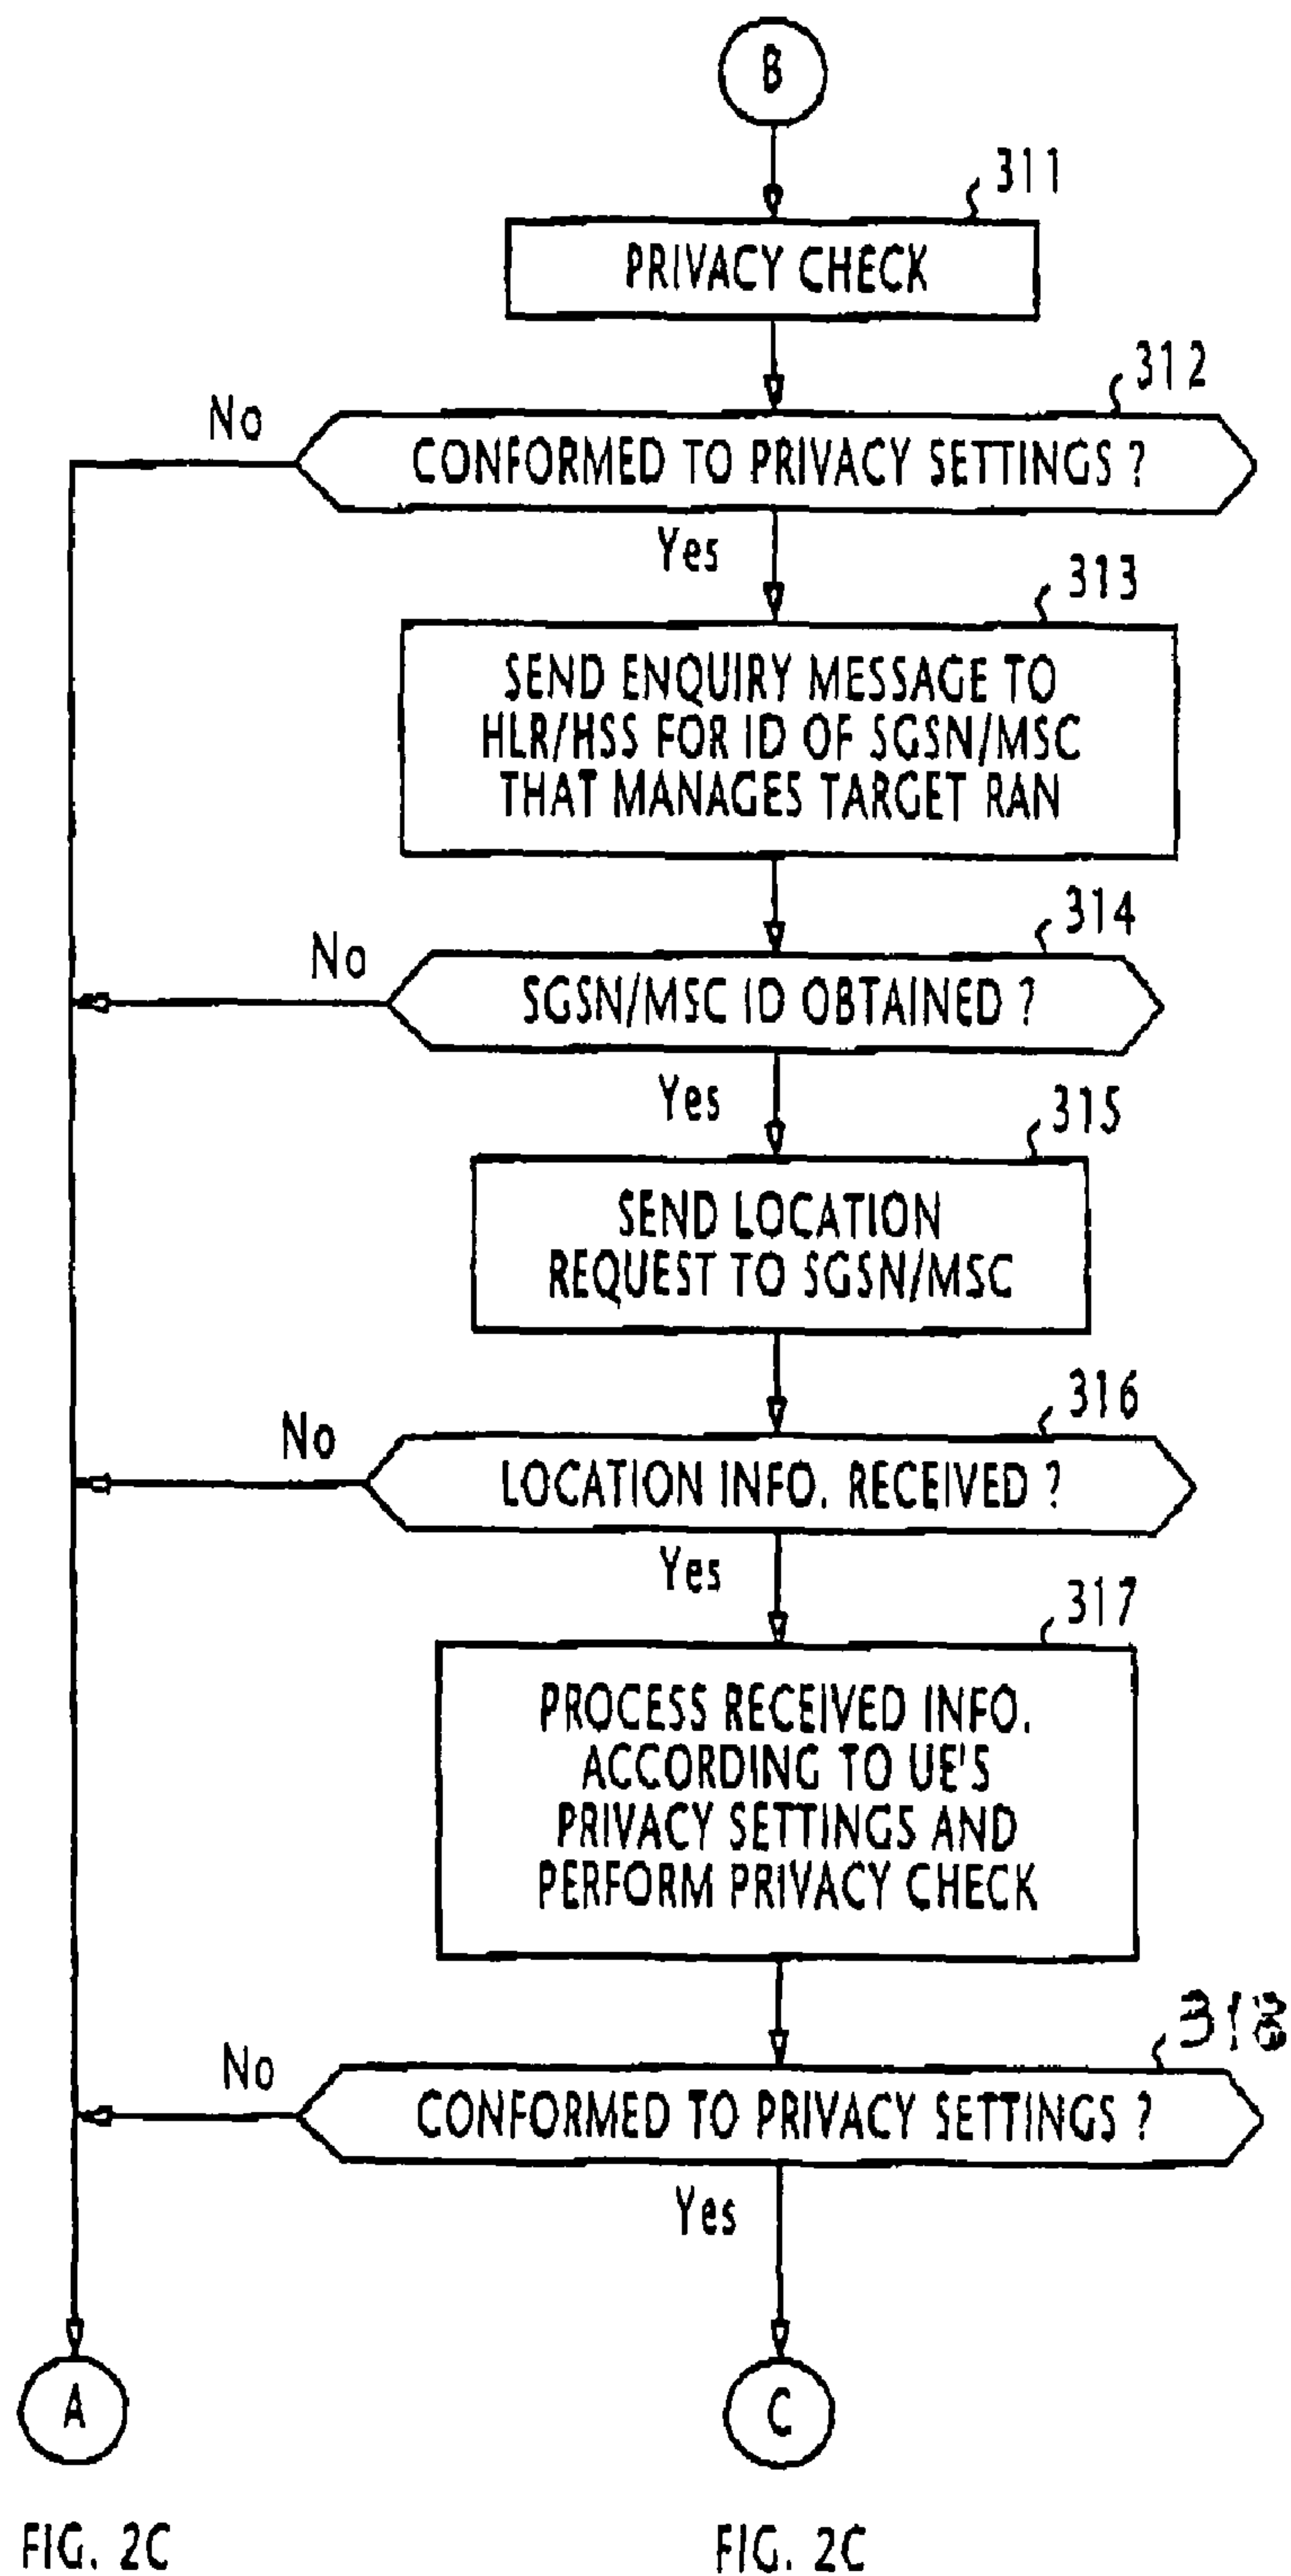 B
311
PRIVACY CHECK
312
No
CONFORMED TO PRIVACY SETTINGS ?
Yes
313
SEND ENQUIRY MESSAGE TO
HLR/HSS FOR ID OF SGSN/MSC
THAT MANAGES TARGET RAN
314
No
SGSN/MSC ID OBTAINED ?
Yes
315
SEND LOCATION
REQUEST TO SGSN/MSC
316
No
LOCATION INFO. RECEIVED ?
Yes
317
PROCESS RECEIVED INFO.
ACCORDING TO UE'S
PRIVACY SETTINGS AND
PERFORM PRIVACY CHECK
318
No
CONFORMED TO PRIVACY SETTINGS ?
Yes
A
C
FIG. 2C
FIG. 2C